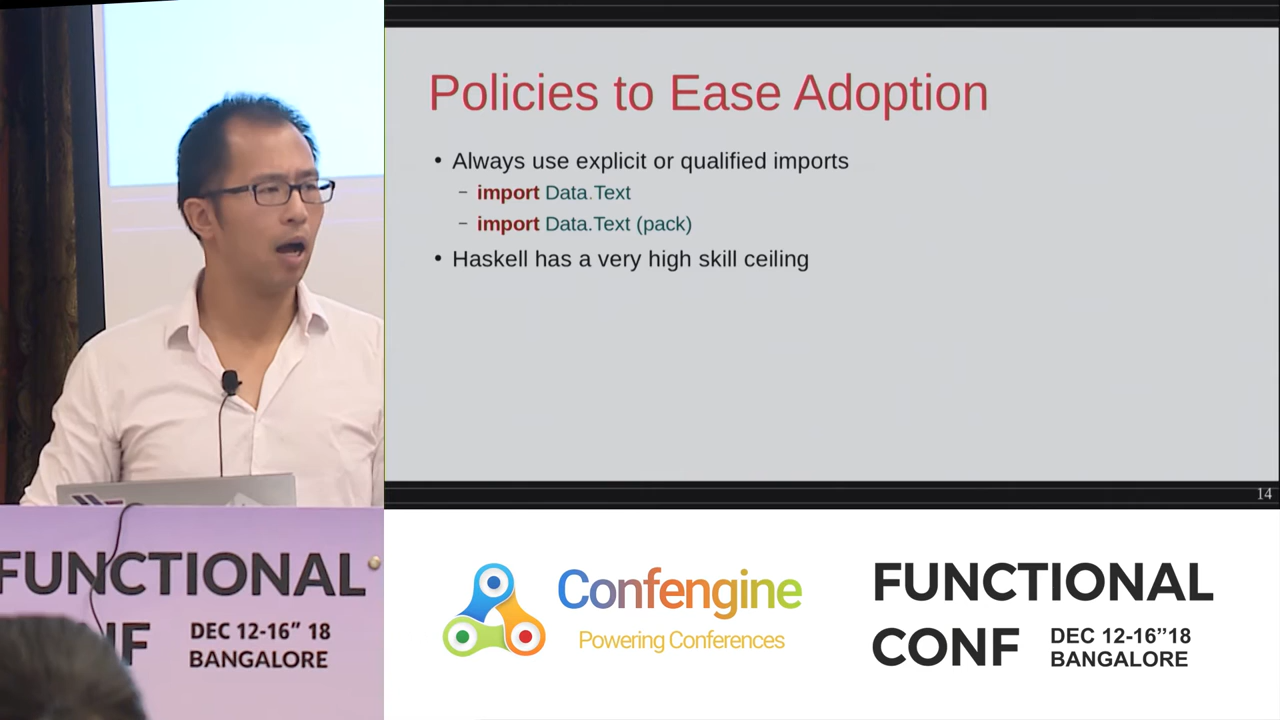 Policies to Ease Adoption
• Always use explicit or qualified imports
– import Data.Text
– import Data.Text (pack)
• Haskell has a very high skill ceiling
14
FUNCTIONAL
DEC 12-16” 18
BANGALORE
Confengine
Powering Conferences
FUNCTIONAL
CONF
DEC 12-16”18
BANGALORE